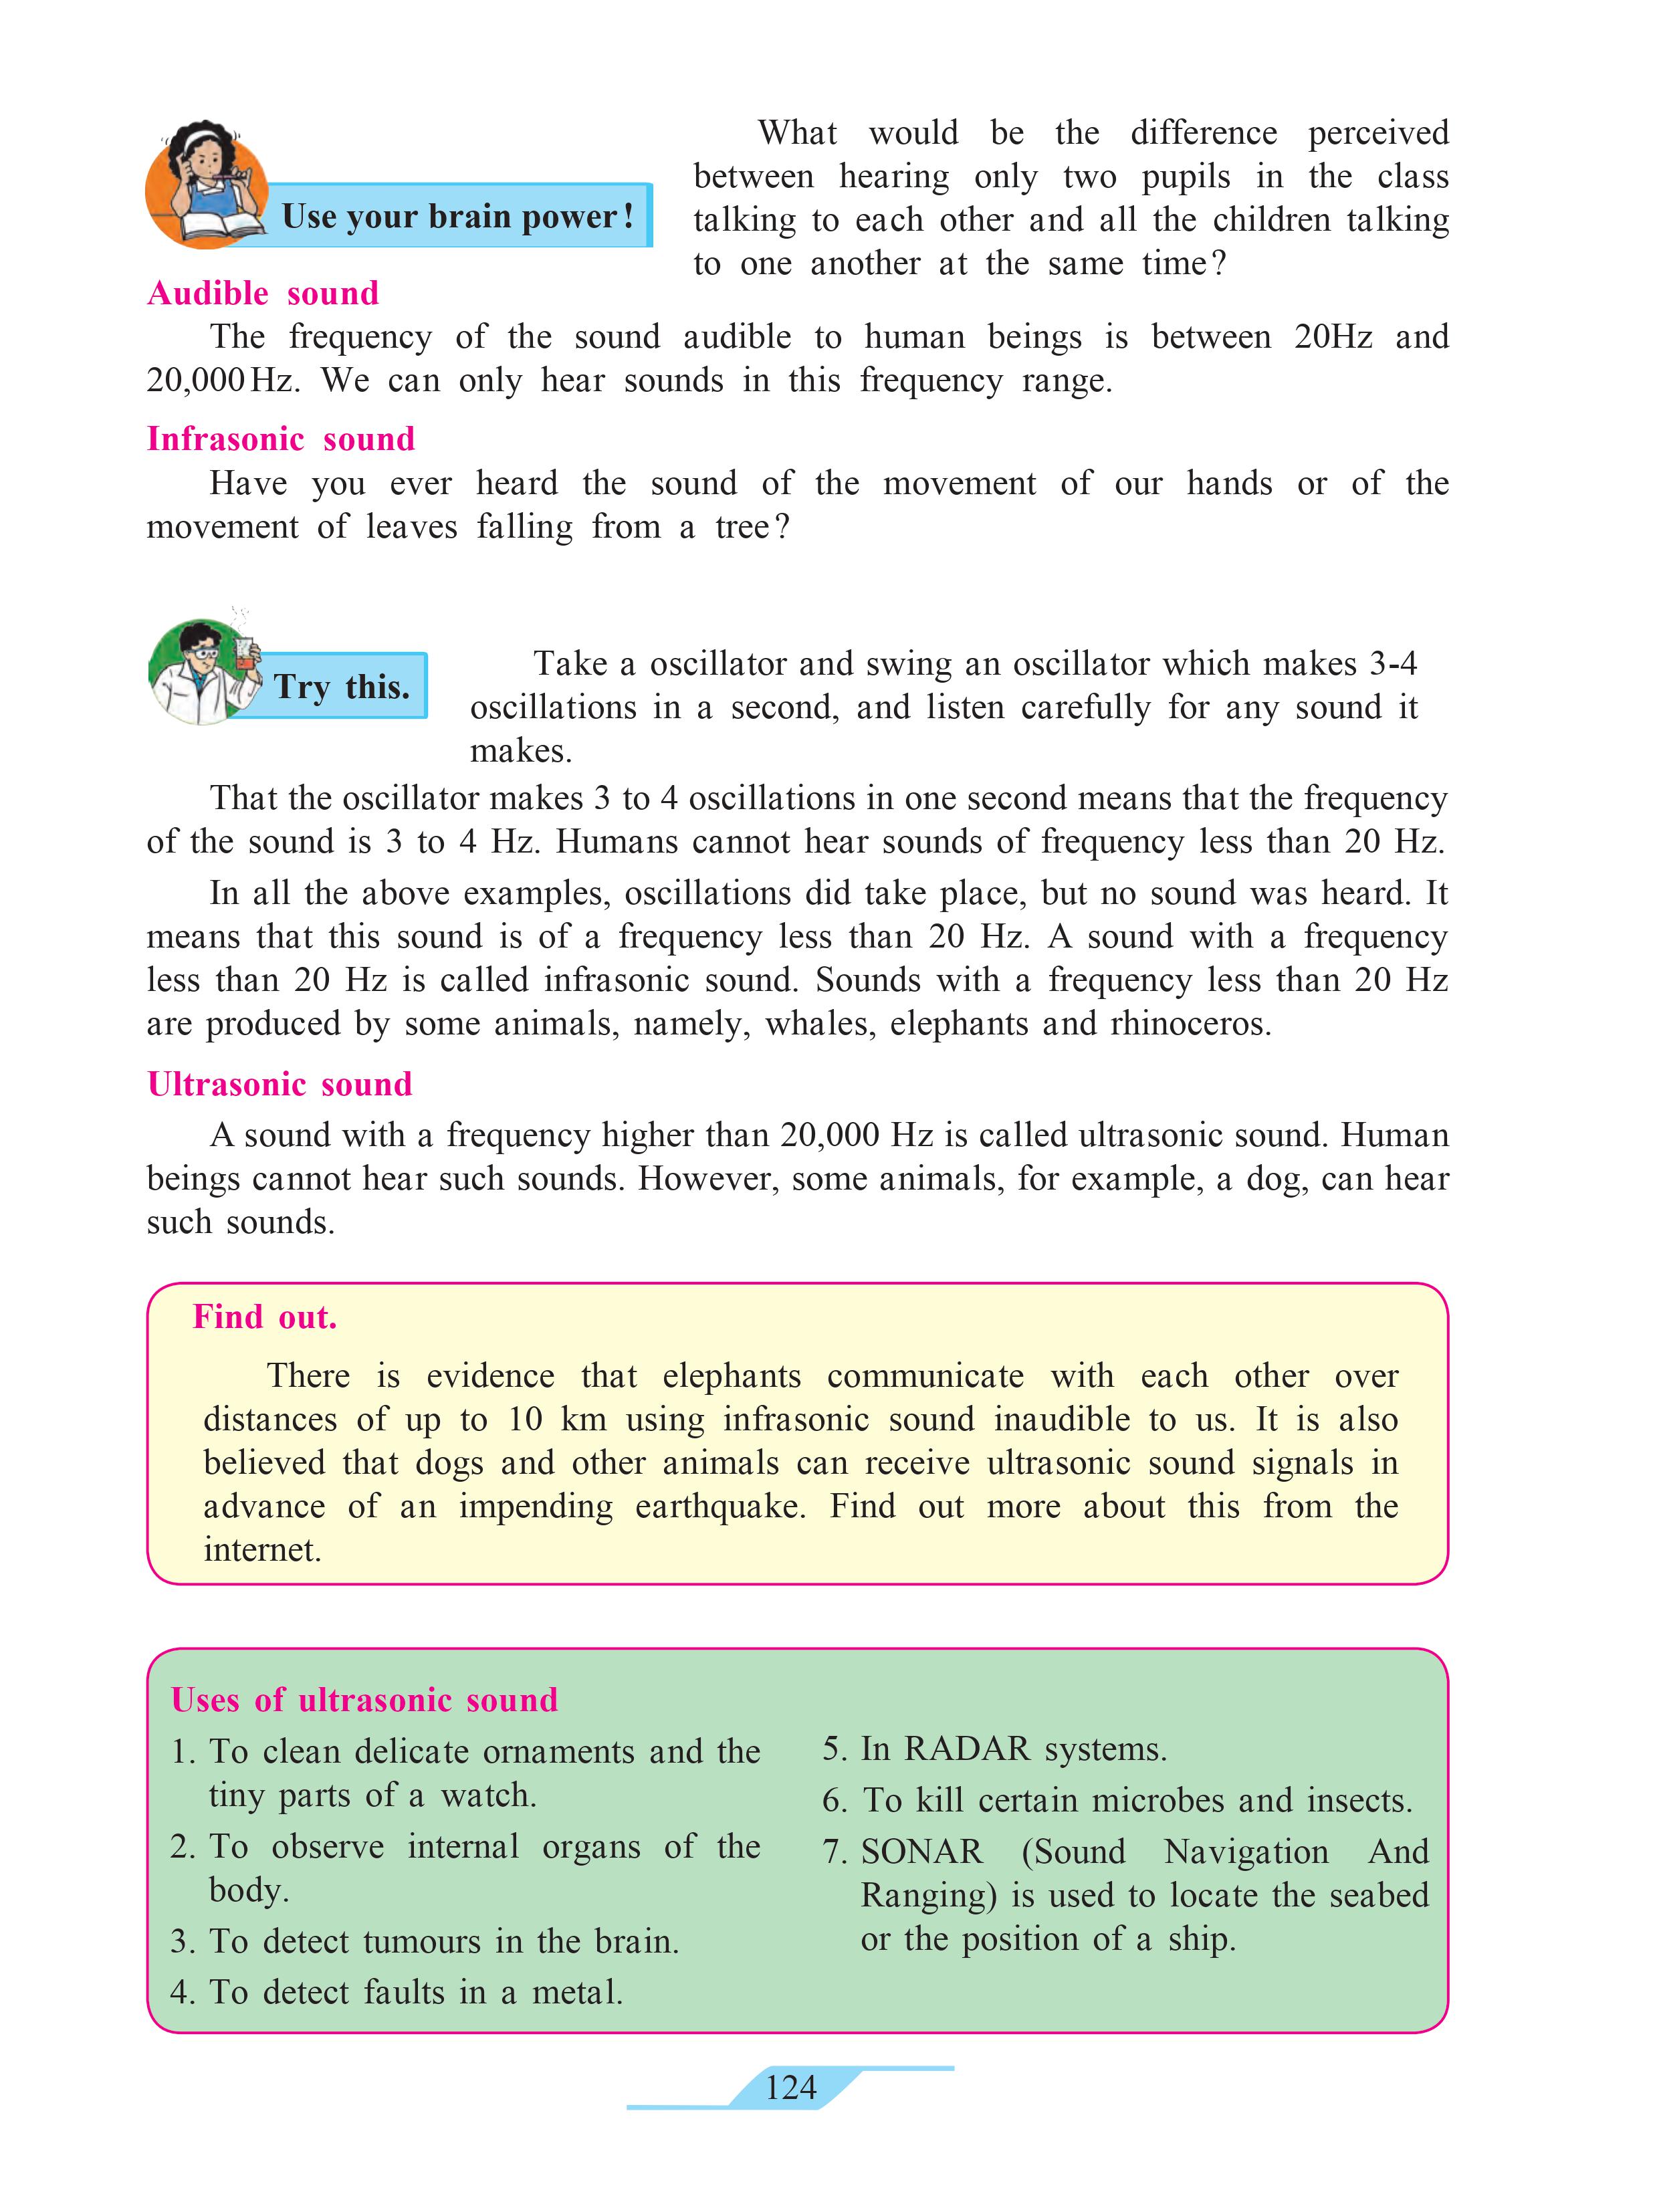 Use your brain power!
What would be the difference perceived
between hearing only two pupils in the class
talking to each other and all the children talking
to one another at the same time?
Audible sound
The frequency of the sound audible to human beings is between 20Hz and
20,000 Hz. We can only hear sounds in this frequency range.
Infrasonic sound
Have you ever heard the sound of the movement of our hands or of the
movement of leaves falling from a tree?
Try this.
Take a oscillator and swing an oscillator which makes 3-4
oscillations in a second, and listen carefully for any sound it
makes.
That the oscillator makes 3 to 4 oscillations in one second means that the frequency
of the sound is 3 to 4 Hz. Humans cannot hear sounds of frequency less than 20 Hz.
In all the above examples, oscillations did take place, but no sound was heard. It
means that this sound is of a frequency less than 20 Hz. A sound with a frequency
less than 20 Hz is called infrasonic sound. Sounds with a frequency less than 20 Hz
are produced by some animals, namely, whales, elephants and rhinoceros.
Ultrasonic sound
A sound with a frequency higher than 20,000 Hz is called ultrasonic sound. Human
beings cannot hear such sounds. However, some animals, for example, a dog, can hear
such sounds.
Find out.
There is evidence that elephants communicate with each other over
distances of up to 10 km using infrasonic sound inaudible to us. It is also
believed that dogs and other animals can receive ultrasonic sound signals in
advance of an impending earthquake. Find out more about this from the
internet.
Uses of ultrasonic sound
1. To clean delicate ornaments and the
tiny parts of a watch.
2. To observe internal organs of the
body.
3. To detect tumours in the brain.
4. To detect faults in a metal.
5. In RADAR systems.
6. To kill certain microbes and insects.
7. SONAR (Sound Navigation And
Ranging) is used to locate the seabed
or the position of a ship.
124